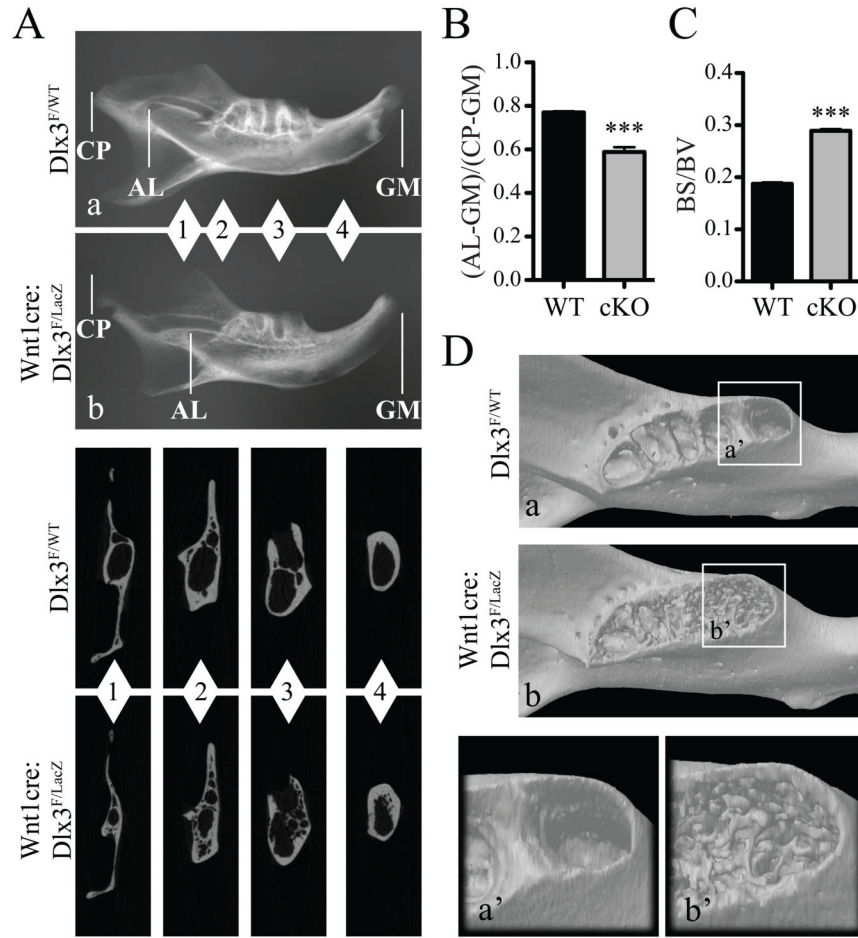 A
Dlx3F/WT
CP
AL
GM
a
1
2
3
4
Wnt1cre:
Dlx3F/LacZ
CP
AL
GM
b
Dlx3F/WT
1
2
3
4
Wnt1cre:
Dlx3F/LacZ
B
(AL-GM)/(CP-GM)
1.0
0.8
0.6
0.4
0.2
0.0
***
WT
cKO
C
BS/BV
0.4
0.3
0.2
0.1
0.0
***
WT
cKO
D
Dlx3F/WT
a'
a
Wnt1cre:
Dlx3F/LacZ
b'
b
a'
b'